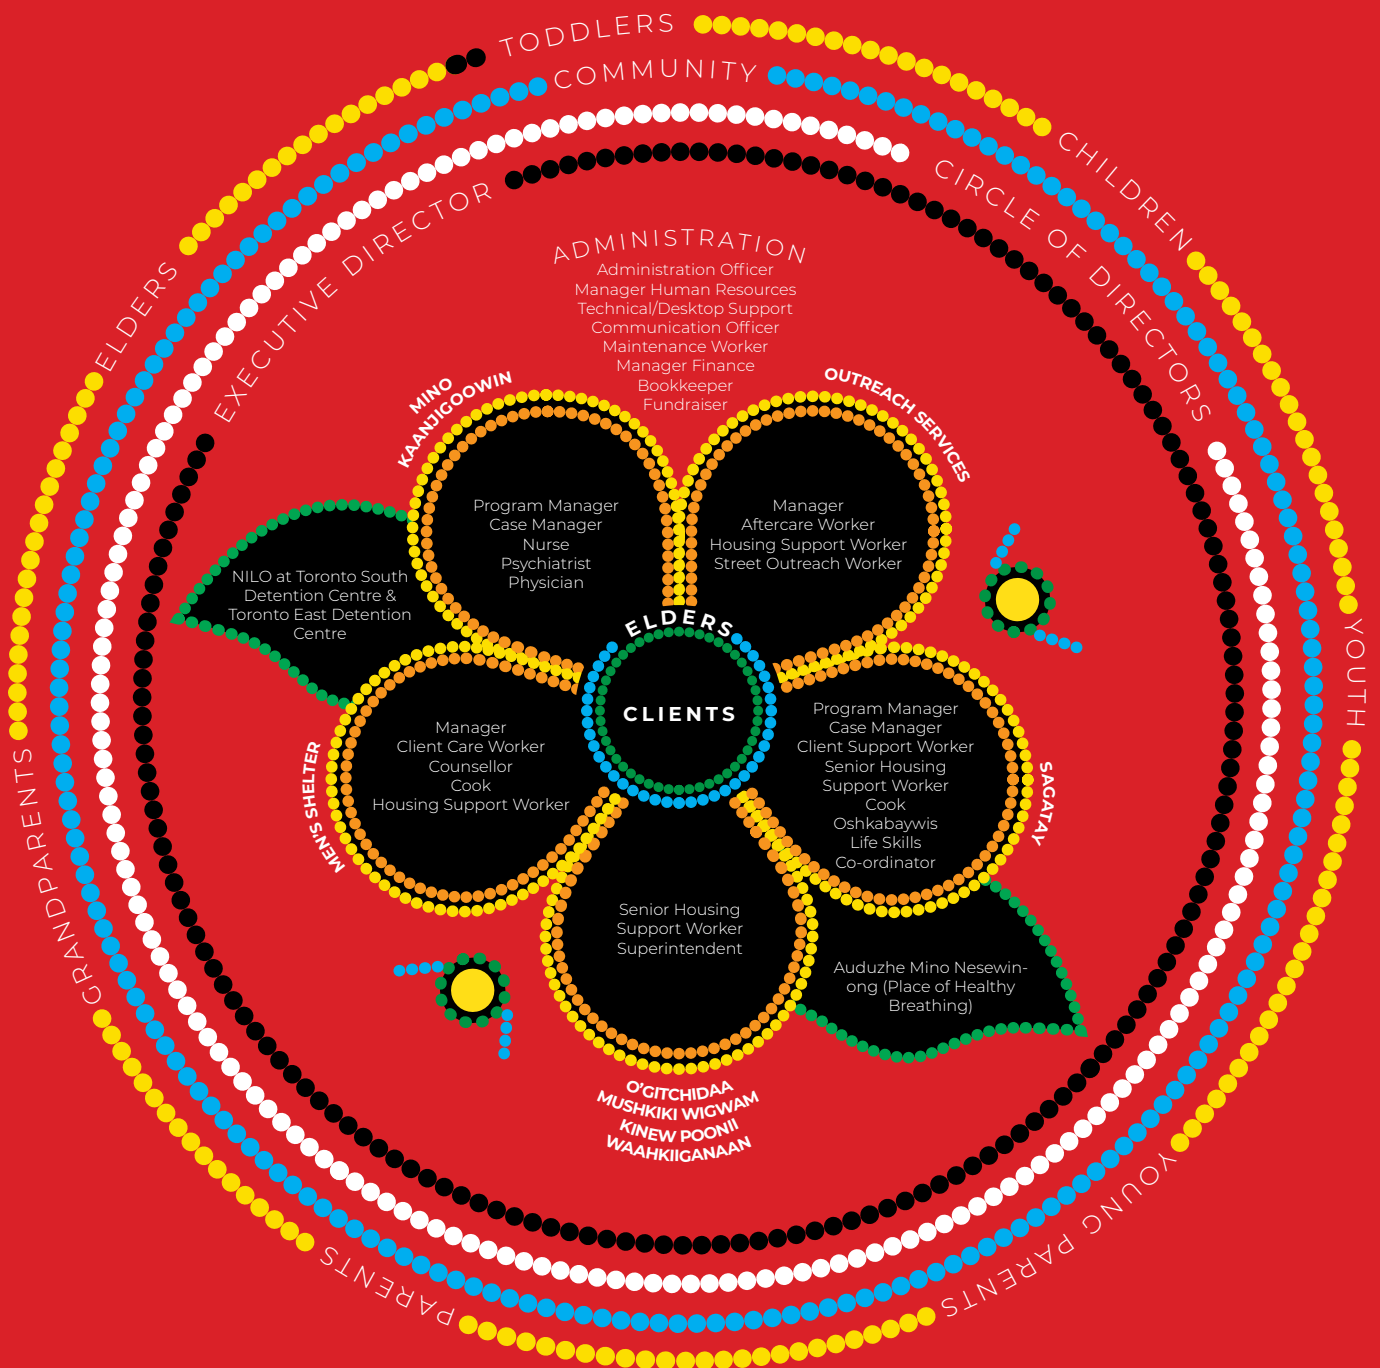 TODDLERS
COMMUNITY
CHILDREN
CIRCLE OF DIRECTORS
EXECUTIVE DIRECTOR
ELDERS
YOUTH
GRANDPARENTS
YOUNG PARENTS
PARENTS
ADMINISTRATION
Administration Officer
Manager Human Resources
Technical/Desktop Support
Communication Officer
Maintenance Worker
Manager Finance
Bookkeeper
Fundraiser
MINO
KAANJIGOOWIN
Program Manager
Case Manager
Nurse
Psychiatrist
Physician
OUTREACH SERVICES
Manager
Aftercare Worker
Housing Support Worker
Street Outreach Worker
NILO at Toronto South
Detention Centre &
Toronto East Detention
Centre
ELDERS
CLIENTS
MEN'S SHELTER
Manager
Client Care Worker
Counsellor
Cook
Housing Support Worker
SAGATAY
Program Manager
Case Manager
Client Support Worker
Senior Housing
Support Worker
Cook
Oshkabaywis
Life Skills
Co-ordinator
Senior Housing
Support Worker
Superintendent
Auduzhe Mino Nesewin-
ong (Place of Healthy
Breathing)
O'GITCHIDAA
MUSHKIKI WIGWAM
KINEW POONII
WAAHKIIGANAAN